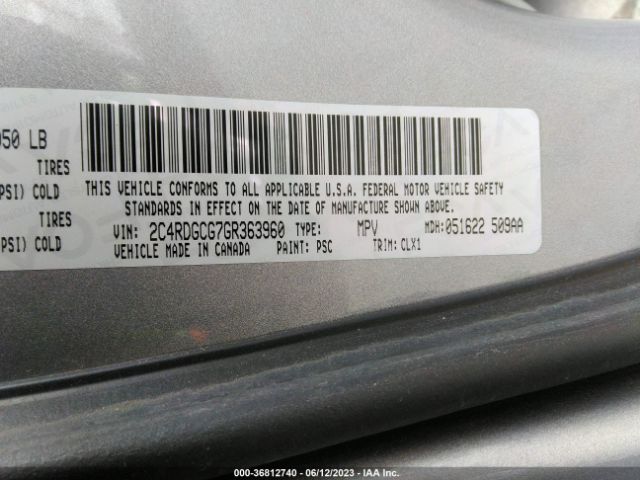 050 LB
TIRES
PSI) COLD
TIRES
PSI) COLD
THIS VEHICLE CONFORMS TO ALL APPLICABLE U.S.A. FEDERAL MOTOR VEHICLE SAFETY
STANDARDS IN EFFECT ON THE DATE OF MANUFACTURE SHOWN ABOVE.
VIN: 2C4RDGCG7GR363960 TYPE: MPV MDH: 051622 509AA
VEHICLE MADE IN CANADA PAINT: PSC TRIM: CLX1
000-36812740 - 06/12/2023 - IAA Inc.